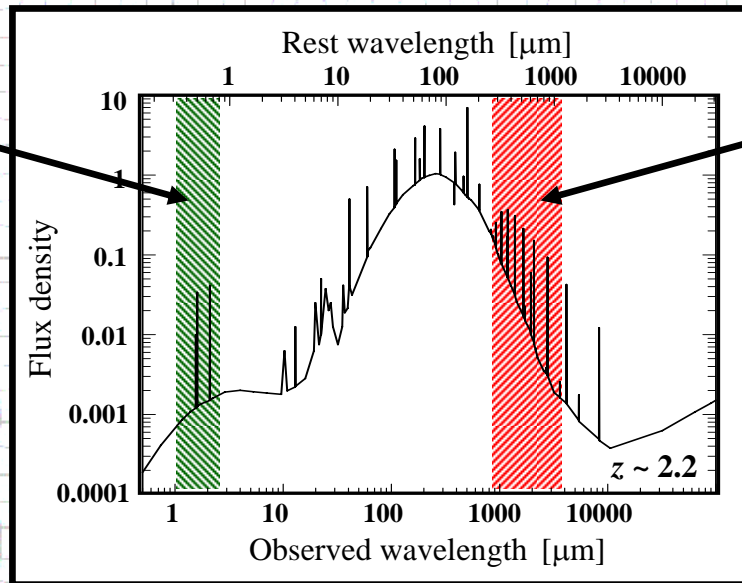 Rest wavelength [μm]
1 10 100 1000 10000
10
1
0.1
0.01
0.001
0.0001
Flux density
z ~ 2.2
1 10 100 1000 10000
Observed wavelength [μm]